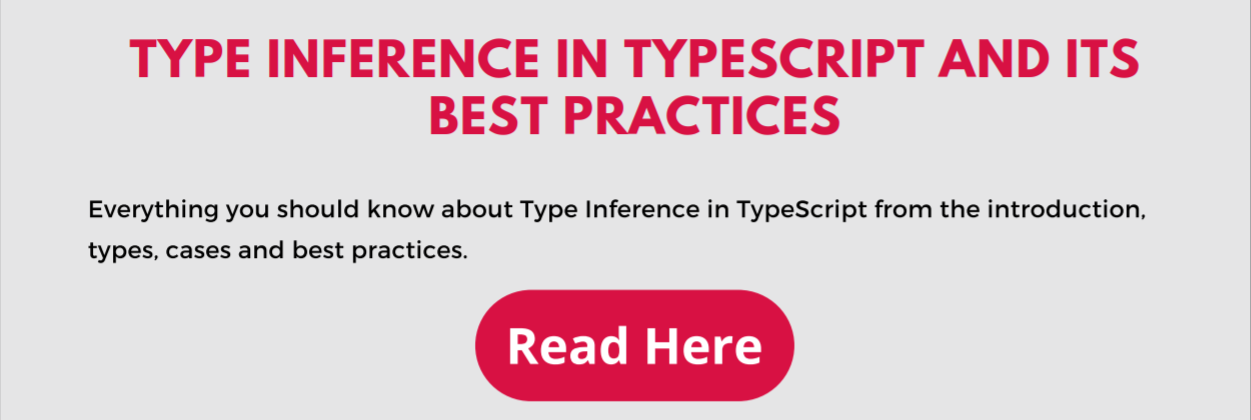 TYPE INFERENCE IN TYPESCRIPT AND ITS
BEST PRACTICES
Everything you should know about Type Inference in TypeScript from the introduction,
types, cases and best practices.
Read Here